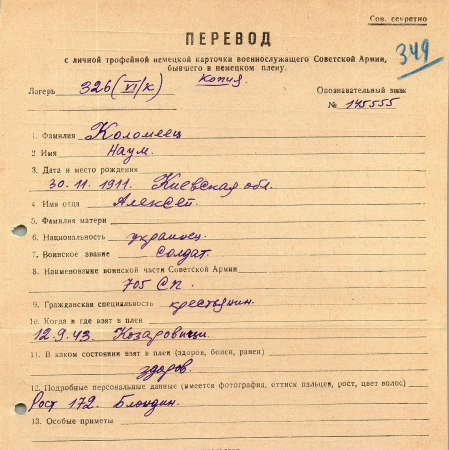 Сов. секретно
ПЕРЕВОД
349
с личной трофейной немецкой карточки военнослужащего Советской Армии,
бывшего в немецком плену.
Копия.
Лагерь 326 (VI/K)
Опознавательный знак
№ 145555
1. Фамилия Коломеец
2 Имя Наум.
3. Дата и место рождения
30. 11. 1911. Киевская обл.
4. Имя отца Алексей.
5. Фамилия матери
6. Национальность украинец.
7. Воинское звание Солдат.
8. Наименование воинской части Советской Армии
705 СП.
9. Гражданская специальность крестьянин.
10. Когда и где взят в плен
12. 9. 43. Козаровичи.
11. В каком состоянии взят в плен (здоров, болен, ранен)
здоров.
12. Подробные персональные данные (имеется фотография, оттиск пальцев, рост, цвет волос)
Рост 172. Блондин.
13. Особые приметы